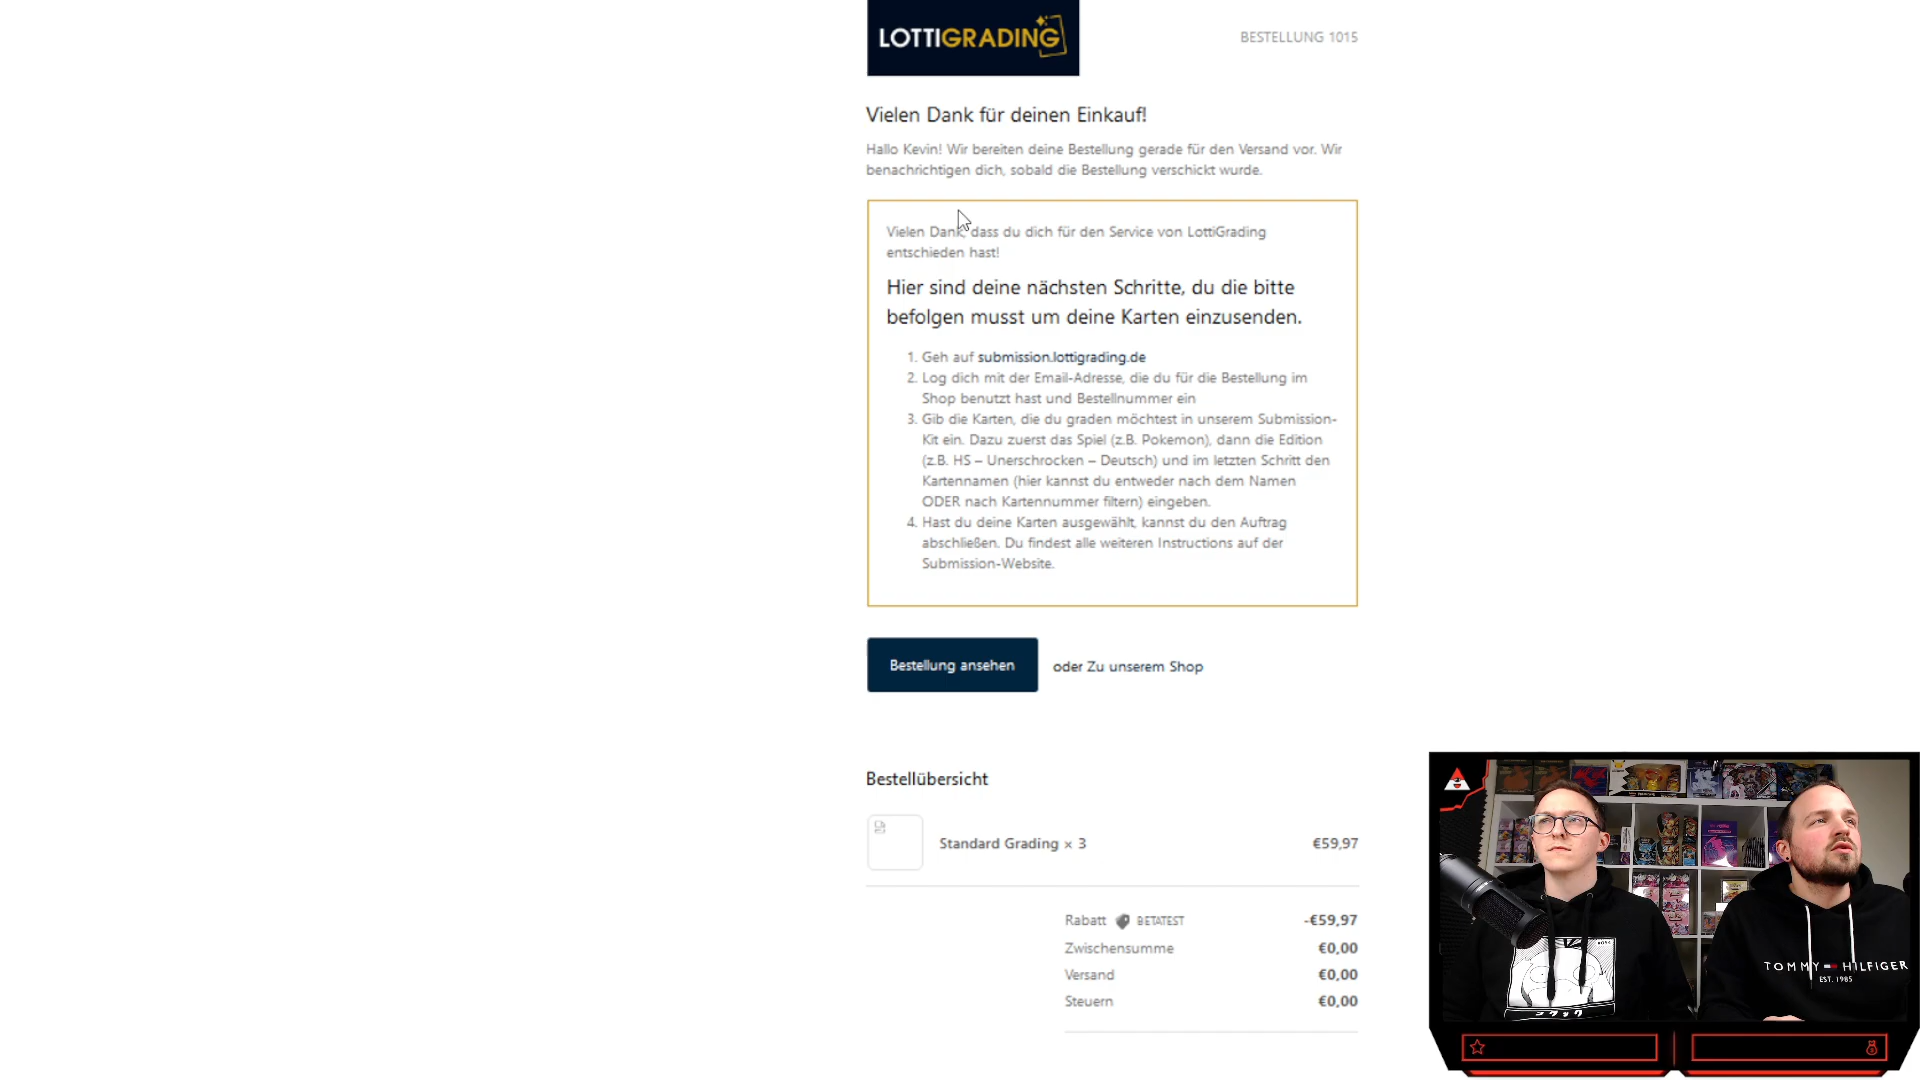 LOTTIGRADING
BESTELLUNG 1015
Vielen Dank für deinen Einkauf!
Hallo Kevin! Wir bereiten deine Bestellung gerade für den Versand vor. Wir
benachrichtigen dich, sobald die Bestellung verschickt wurde.
Vielen Dank, dass du dich für den Service von LottiGrading
entschieden hast!
Hier sind deine nächsten Schritte, du die bitte
befolgen musst um deine Karten einzusenden.
1. Geh auf submission.lottigrading.de
2. Log dich mit der Email-Adresse, die du für die Bestellung im
Shop benutzt hast und Bestellnummer ein
3. Gib die Karten, die du graden möchtest in unserem Submission-
Kit ein. Dazu zuerst das Spiel (z.B. Pokemon), dann die Edition
(z.B. HS – Unerschrocken – Deutsch) und im letzten Schritt den
Kartennamen (hier kannst du entweder nach dem Namen
ODER nach Kartennummer filtern) eingeben.
4. Hast du deine Karten ausgewählt, kannst du den Auftrag
abschließen. Du findest alle weiteren Instructions auf der
Submission-Website.
Bestellung ansehen
oder Zu unserem Shop
Bestellübersicht
Standard Grading × 3 €59,97
Rabatt BETATEST -€59,97
Zwischensumme €0,00
Versand €0,00
Steuern €0,00
TOMMY HILFIGER
EST. 1985